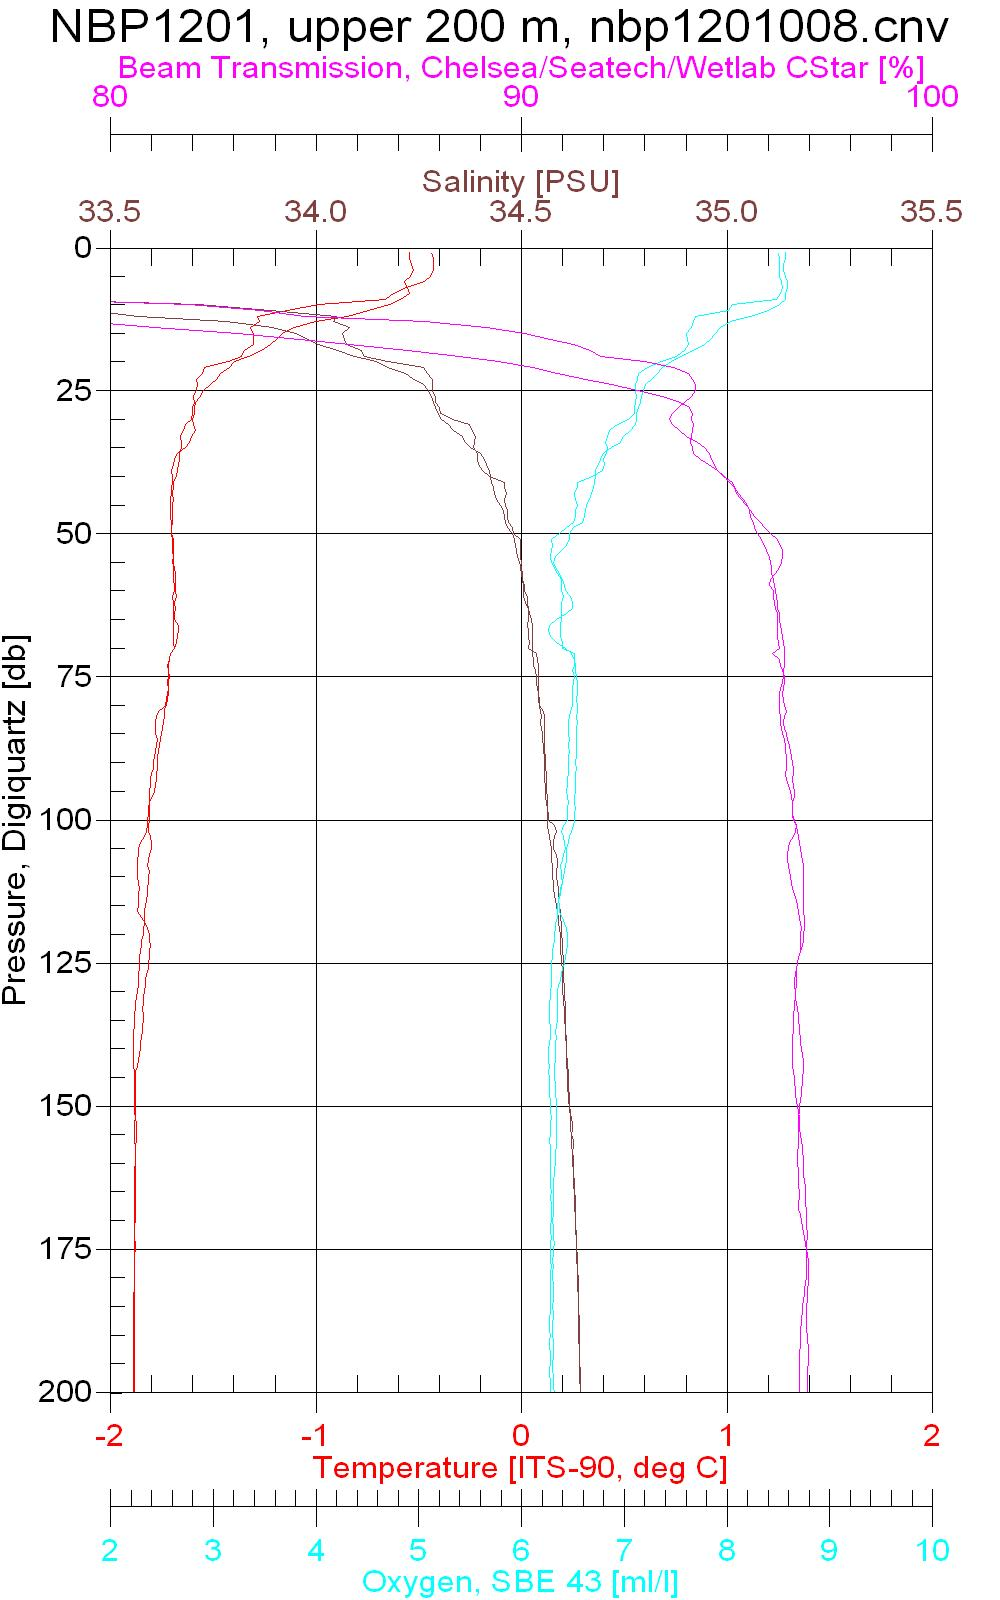 NBP1201, upper 200 m, nbp1201008.cnv
Beam Transmission, Chelsea/Seatech/Wetlab CStar [%]
80 90 100
Salinity [PSU]
33.5 34.0 34.5 35.0 35.5
0
25
50
75
100
125
150
175
200
Pressure, Digiquartz [db]
-2 -1 0 1 2
Temperature [ITS-90, deg C]
2 3 4 5 6 7 8 9 10
Oxygen, SBE 43 [ml/l]